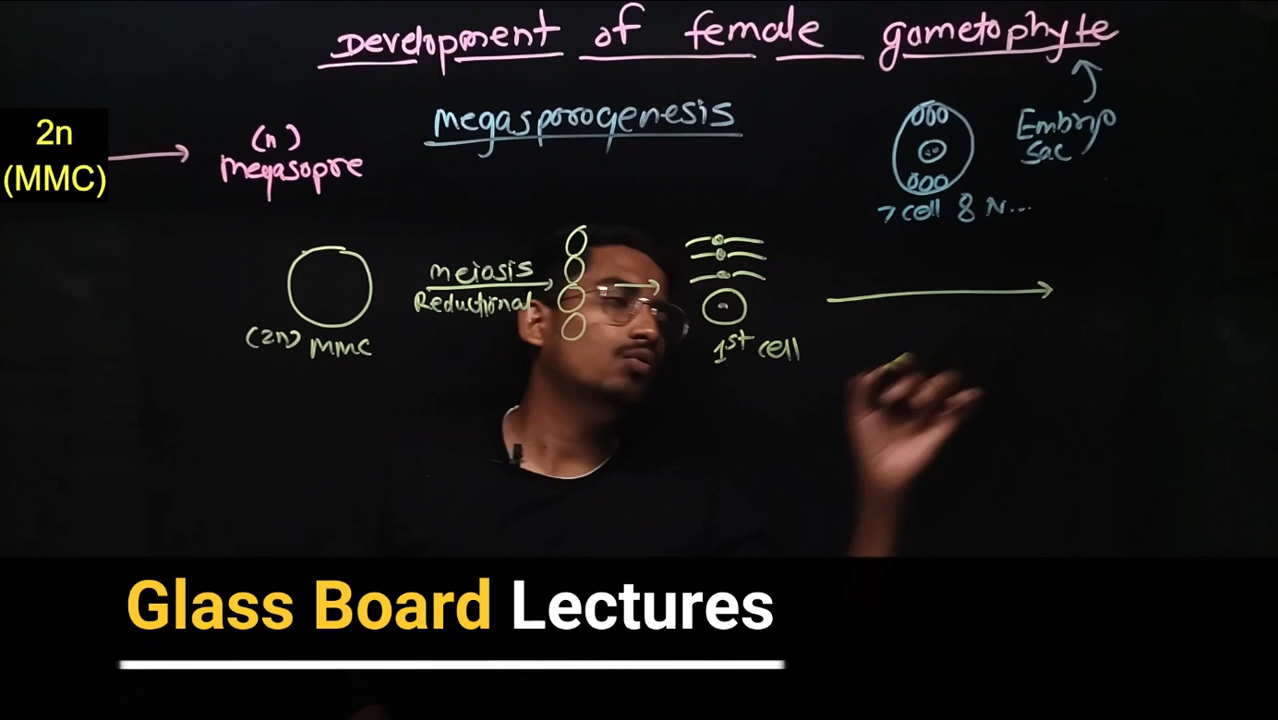 Development of female gametophyte
2n
(MMC)
(n)
megasopre
megasporogenesis
Embryo
Sac
7 cell 8 N...
meiosis
Reductional
(2n) MMC
1st cell
Glass Board Lectures